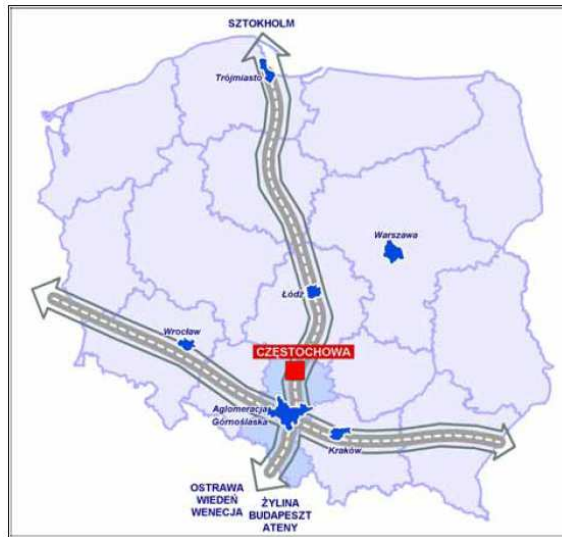 SZTOKHOLM
Trójmiasto
Warszawa
Łódź
Wrocław
CZĘSTOCHOWA
Aglomeracja
Górnośląska
Kraków
OSTRAWA
WIEDEŃ
WENECJA
ŻYLINA
BUDAPESZT
ATENY